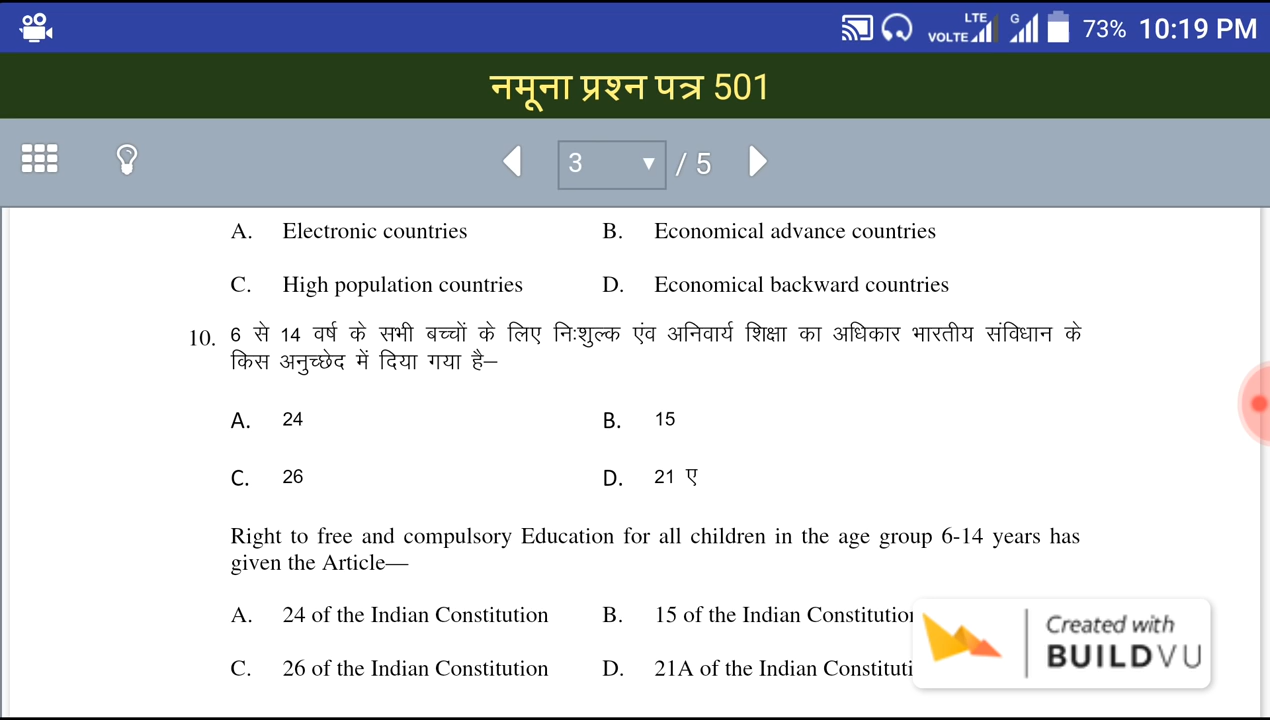 LTE G
VOLTE 73% 10:19 PM
नमूना प्रश्न पत्र 501
3 / 5
A. Electronic countries B. Economical advance countries
C. High population countries D. Economical backward countries
10. 6 से 14 वर्ष के सभी बच्चों के लिए निःशुल्क एंव अनिवार्य शिक्षा का अधिकार भारतीय संविधान के
किस अनुच्छेद में दिया गया है—
A. 24 B. 15
C. 26 D. 21 ए
Right to free and compulsory Education for all children in the age group 6-14 years has
given the Article—
A. 24 of the Indian Constitution B. 15 of the Indian Constitution
C. 26 of the Indian Constitution D. 21A of the Indian Constituti
Created with
BUILDVU